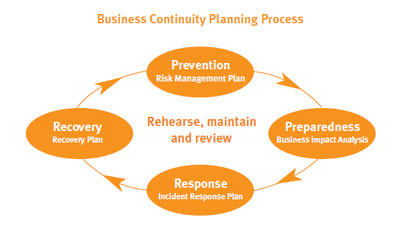 Business Continuity Planning Process
Prevention
Risk Management Plan
Recovery
Recovery Plan
Rehearse, maintain
and review
Preparedness
Business Impact Analysis
Response
Incident Response Plan